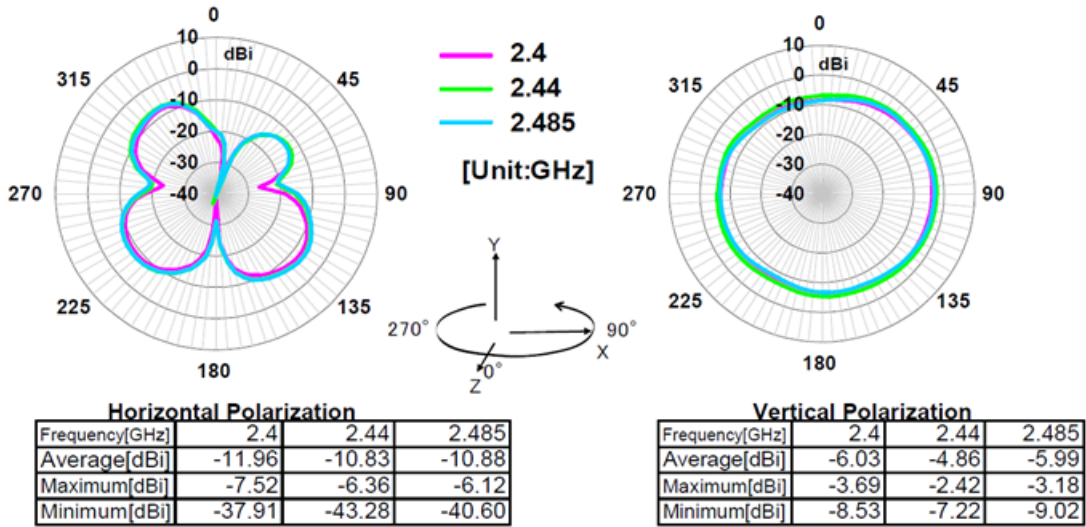 0
10
dBi
0
-10
-20
-30
-40
45
90
135
180
225
270
315
2.4
2.44
2.485
[Unit:GHz]
0
10
dBi
0
-10
-20
-30
-40
45
90
135
180
225
270
315
Y
270°
90°
X
Z
0°
Horizontal Polarization
Frequency[GHz] 2.4 2.44 2.485
Average[dBi] -11.96 -10.83 -10.88
Maximum[dBi] -7.52 -6.36 -6.12
Minimum[dBi] -37.91 -43.28 -40.60
Vertical Polarization
Frequency[GHz] 2.4 2.44 2.485
Average[dBi] -6.03 -4.86 -5.99
Maximum[dBi] -3.69 -2.42 -3.18
Minimum[dBi] -8.53 -7.22 -9.02